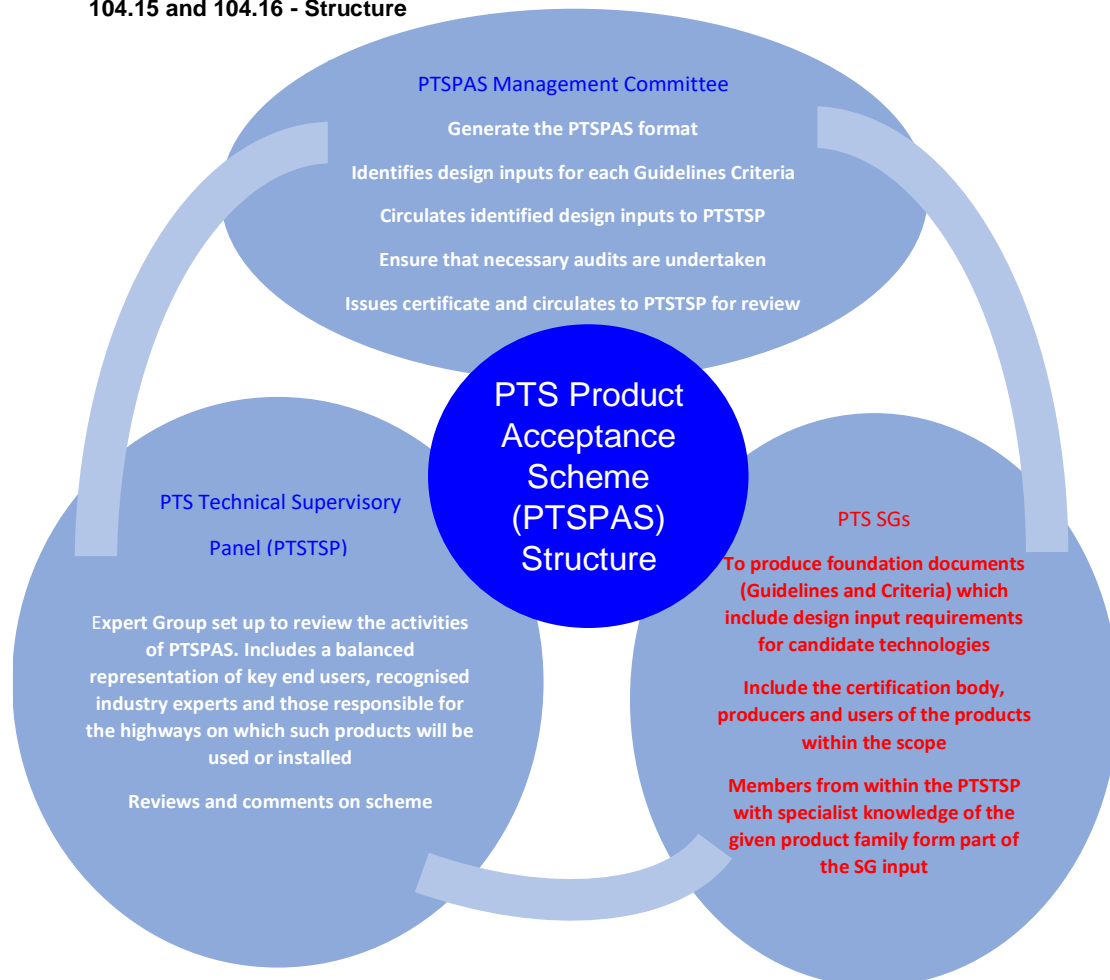 104.15 and 104.16 - Structure
PTSPAS Management Committee
Generate the PTSPAS format
Identifies design inputs for each Guidelines Criteria
Circulates identified design inputs to PTSTSP
Ensure that necessary audits are undertaken
Issues certificate and circulates to PTSTSP for review
PTS Product
Acceptance
Scheme
(PTSPAS)
Structure
PTS Technical Supervisory
Panel (PTSTSP)
Expert Group set up to review the activities
of PTSPAS. Includes a balanced
representation of key end users, recognised
industry experts and those responsible for
the highways on which such products will be
used or installed
Reviews and comments on scheme
PTS SGs
To produce foundation documents
(Guidelines and Criteria) which
include design input requirements
for candidate technologies
Include the certification body,
producers and users of the products
within the scope
Members from within the PTSTSP
with specialist knowledge of the
given product family form part of
the SG input